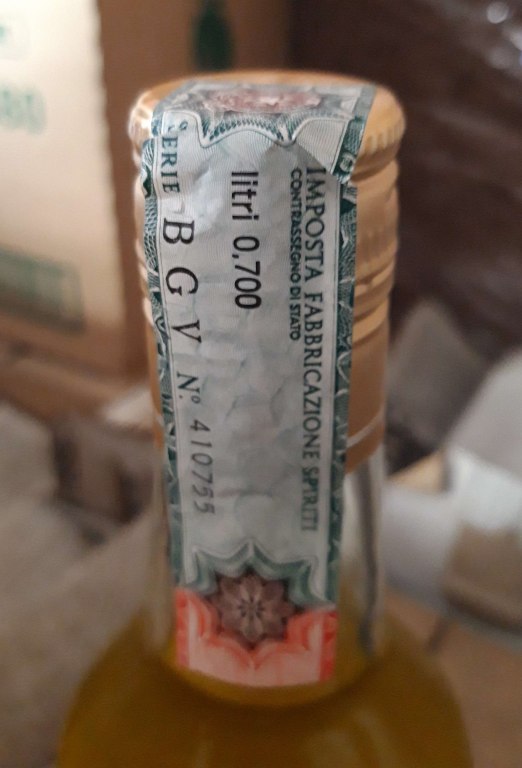 IMPOSTA FABBRICAZIONE SPIRITI
CONTRASSEGNO DI STATO
litri 0,700
SERIE B G V N° 410755